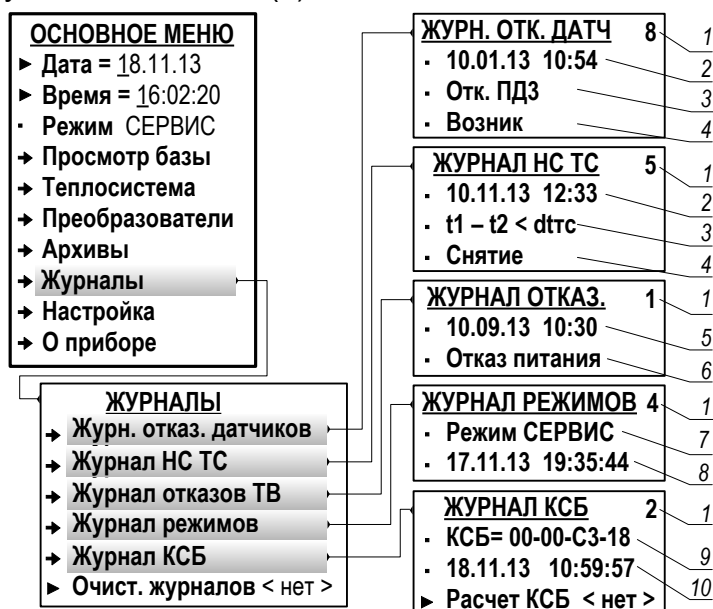 ОСНОВНОЕ МЕНЮ
Дата = 18.11.13
Время = 16:02:20
Режим СЕРВИС
Просмотр базы
Теплосистема
Преобразователи
Архивы
Журналы
Настройка
О приборе
ЖУРНАЛЫ
Журн. отказ. датчиков
Журнал НС ТС
Журнал отказов ТВ
Журнал режимов
Журнал КСБ
Очист. журналов < нет >
ЖУРН. ОТК. ДАТЧ 8 1
10.01.13 10:54 2
Отк. ПД3 3
Возник 4
ЖУРНАЛ НС ТС 5 1
10.11.13 12:33 2
t1 – t2 < dtтс 3
Снятие 4
ЖУРНАЛ ОТКАЗ. 1 1
10.09.13 10:30 5
Отказ питания 6
ЖУРНАЛ РЕЖИМОВ 4 1
Режим СЕРВИС 7
17.11.13 19:35:44 8
ЖУРНАЛ КСБ 2 1
КСБ= 00-00-C3-18 9
18.11.13 10:59:57 10
Расчет КСБ < нет >